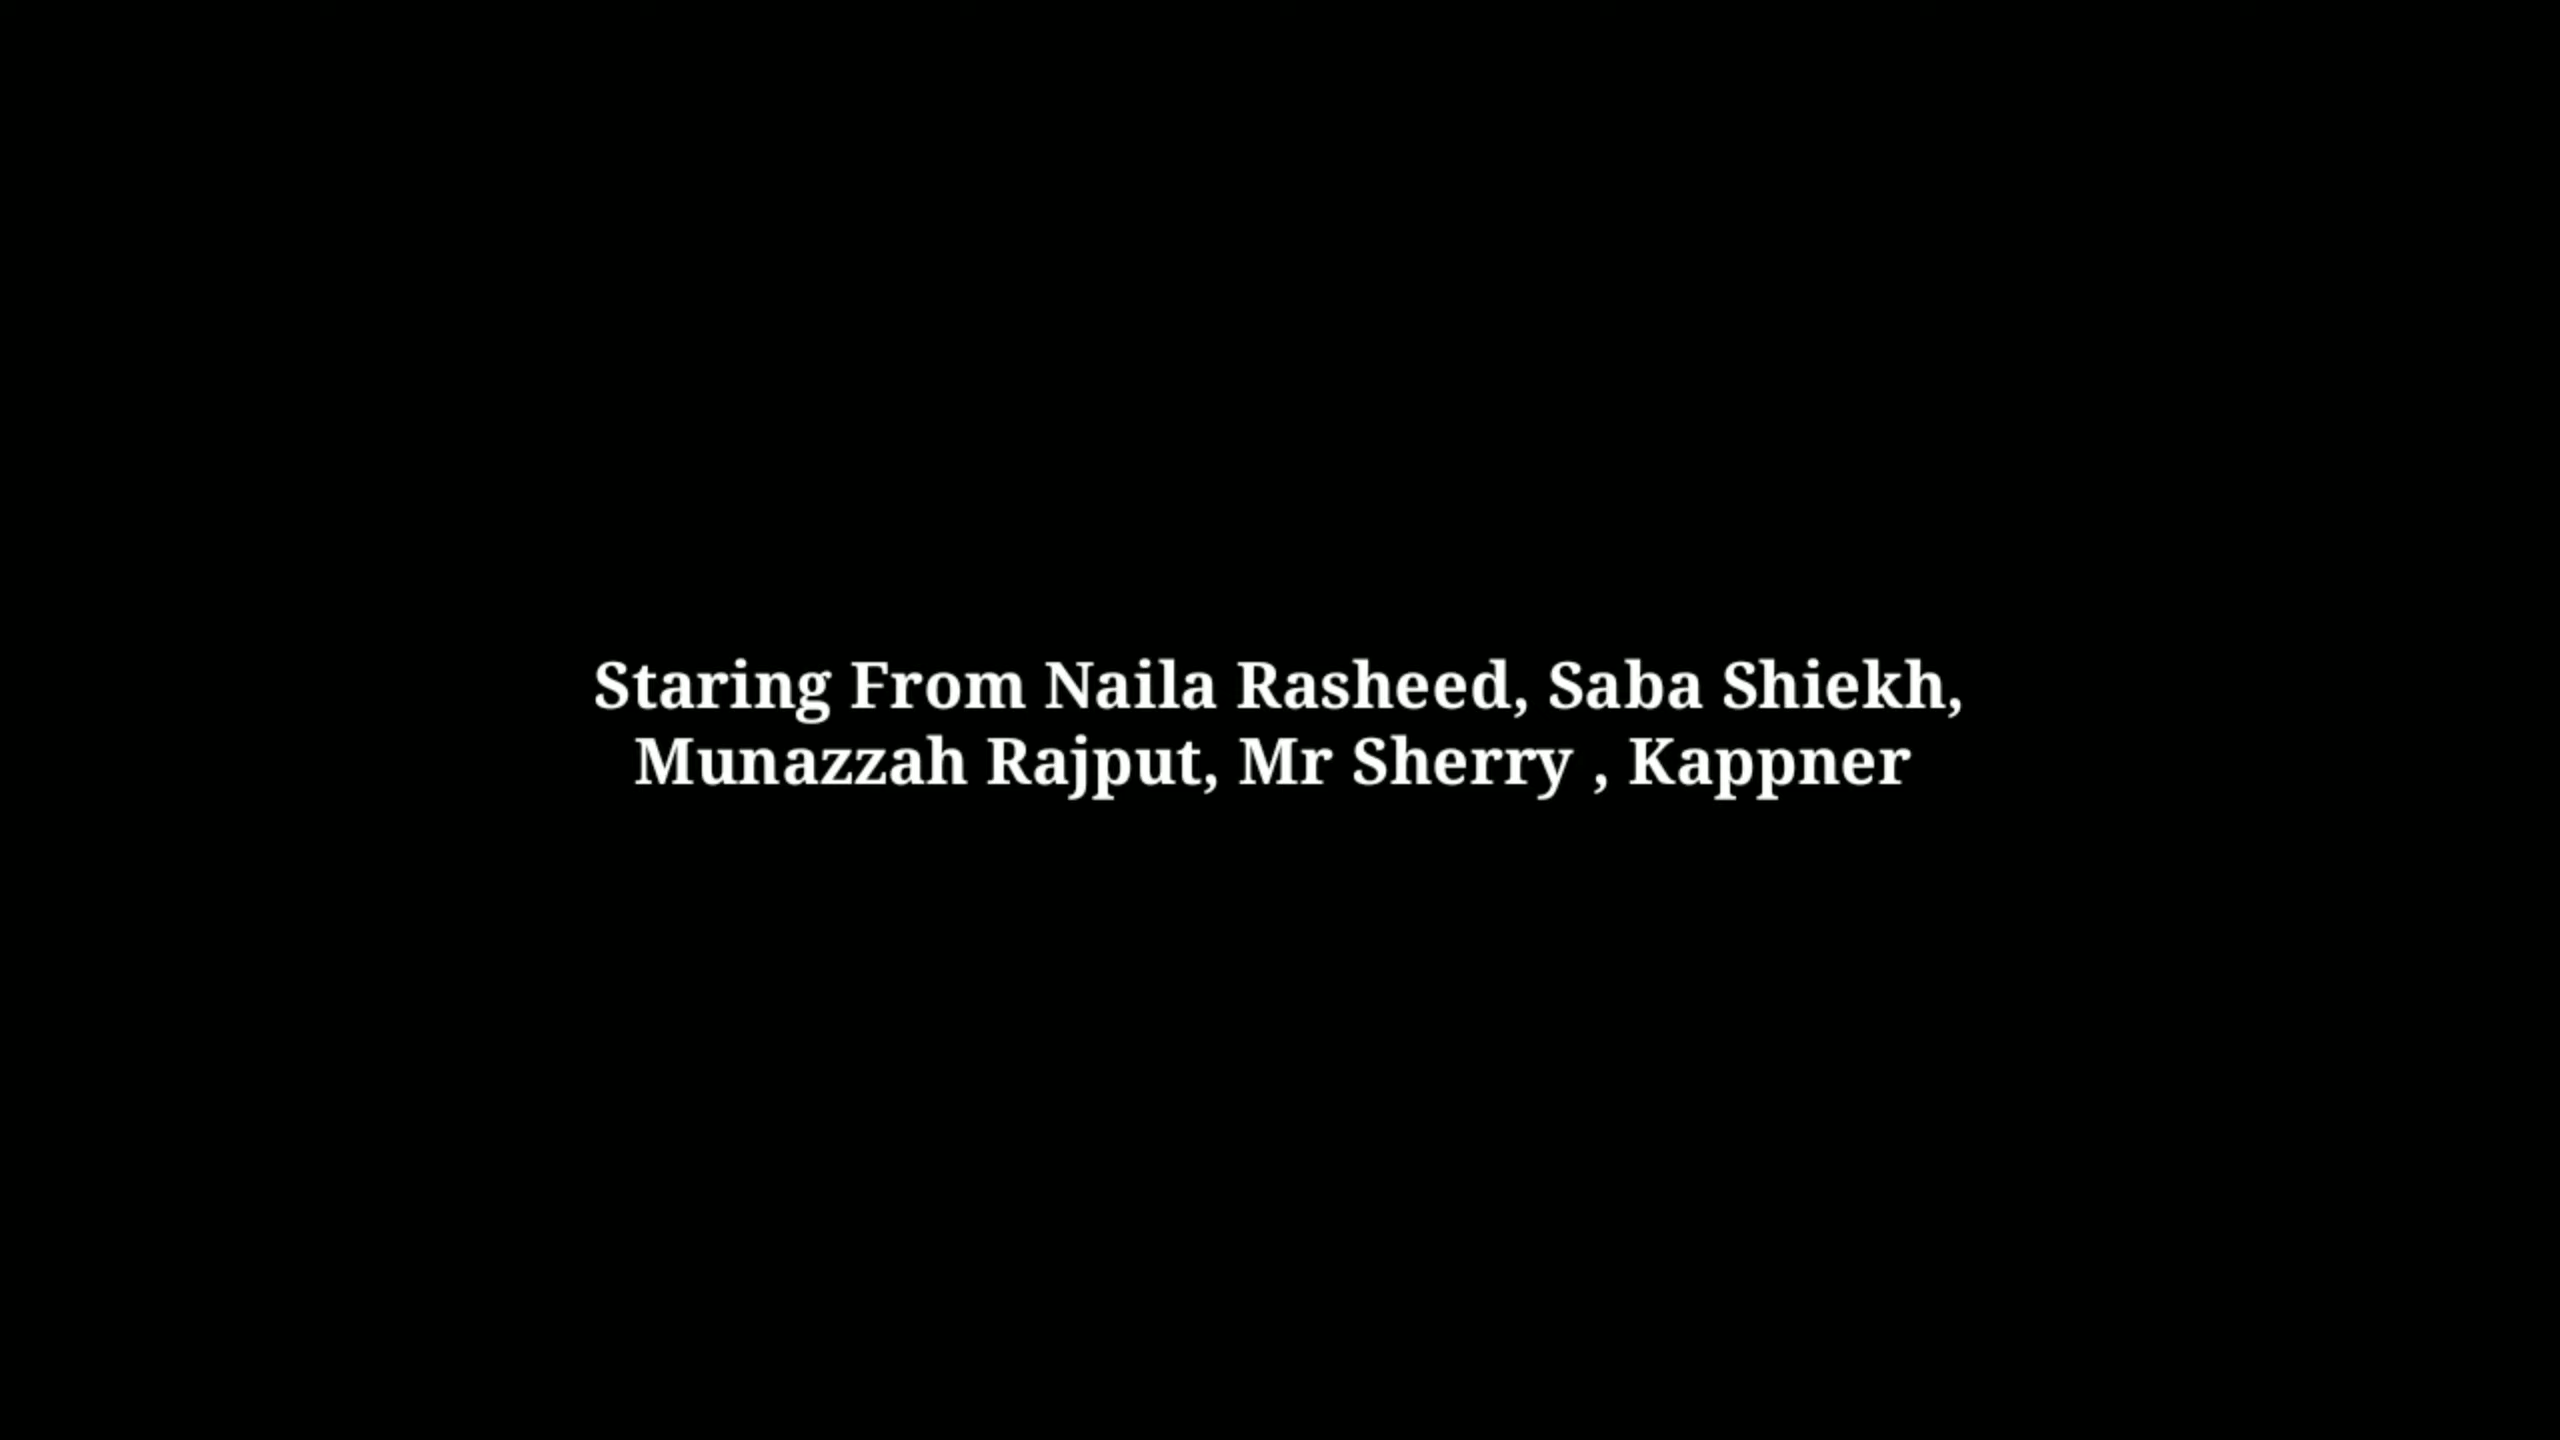 Staring From Naila Rasheed, Saba Shiekh,
Munazzah Rajput, Mr Sherry , Kappner